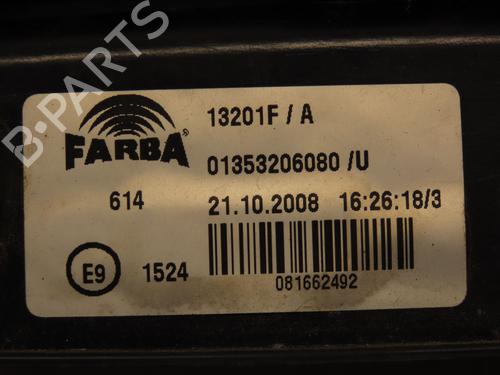 B-PARTS
FARBA
13201F / A
01353206080 /U
614
21.10.2008 16:26:18/3
E9
1524
081662492